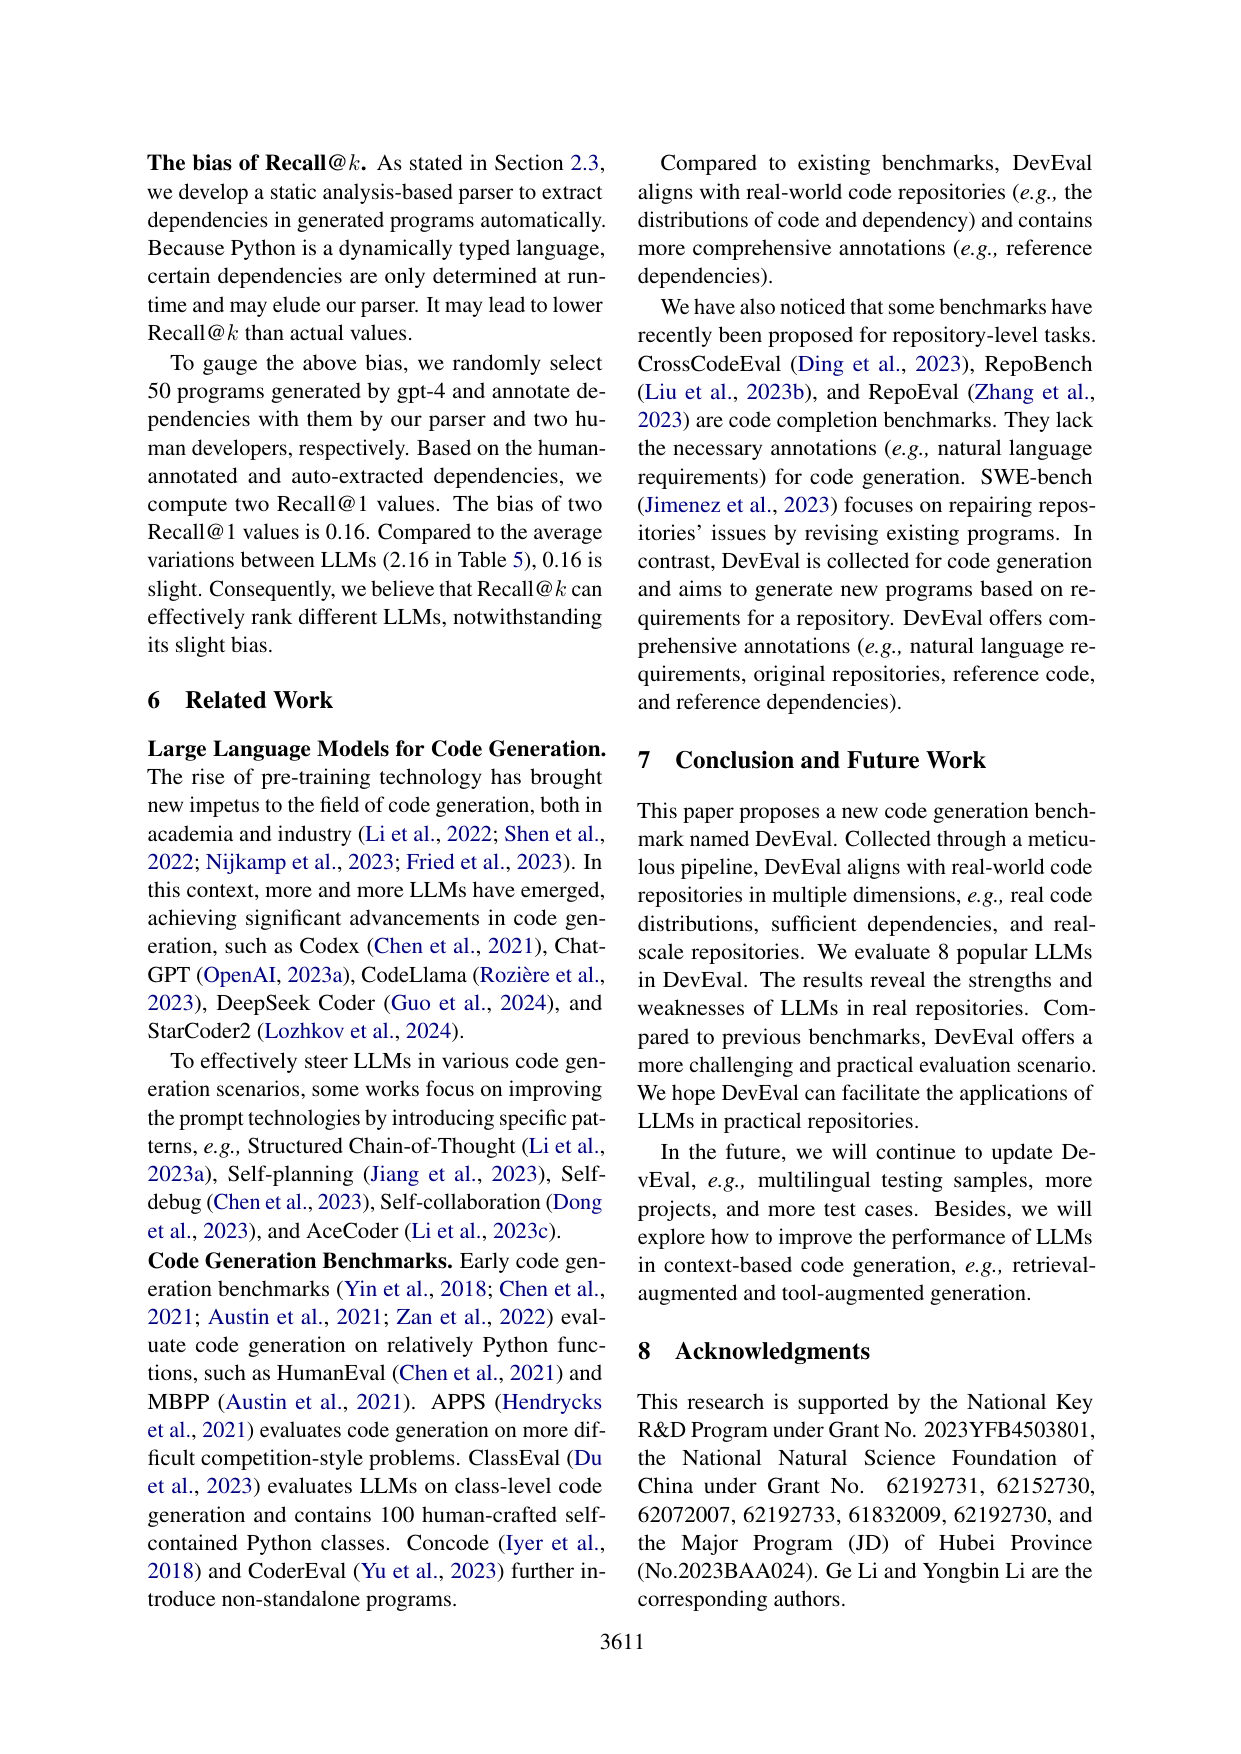 The bias of Recall@k. As stated in Section 2.3,
we develop a static analysis-based parser to extract
dependencies in generated programs automatically.
Because Python is a dynamically typed language,
certain dependencies are only determined at run-
time and may elude our parser. It may lead to lower
Recall@k than actual values.
To gauge the above bias, we randomly select
50 programs generated by gpt-4 and annotate de-
pendencies with them by our parser and two hu-
man developers, respectively. Based on the human-
annotated and auto-extracted dependencies, we
compute two Recall@1 values. The bias of two
Recall@1 values is 0.16. Compared to the average
variations between LLMs (2.16 in Table 5), 0.16 is
slight. Consequently, we believe that Recall@k can
effectively rank different LLMs, notwithstanding
its slight bias.
6 Related Work
Large Language Models for Code Generation.
The rise of pre-training technology has brought
new impetus to the field of code generation, both in
academia and industry (Li et al., 2022; Shen et al.,
2022; Nijkamp et al., 2023; Fried et al., 2023). In
this context, more and more LLMs have emerged,
achieving significant advancements in code gen-
eration, such as Codex (Chen et al., 2021), Chat-
GPT (OpenAI, 2023a), CodeLlama (Rozière et al.,
2023), DeepSeek Coder (Guo et al., 2024), and
StarCoder2 (Lozhkov et al., 2024).
To effectively steer LLMs in various code gen-
eration scenarios, some works focus on improving
the prompt technologies by introducing specific pat-
terns, e.g., Structured Chain-of-Thought (Li et al.,
2023a), Self-planning (Jiang et al., 2023), Self-
debug (Chen et al., 2023), Self-collaboration (Dong
et al., 2023), and AceCoder (Li et al., 2023c).
Code Generation Benchmarks. Early code gen-
eration benchmarks (Yin et al., 2018; Chen et al.,
2021; Austin et al., 2021; Zan et al., 2022) eval-
uate code generation on relatively Python func-
tions, such as HumanEval (Chen et al., 2021) and
MBPP (Austin et al., 2021). APPS (Hendrycks
et al., 2021) evaluates code generation on more dif-
ficult competition-style problems. ClassEval (Du
et al., 2023) evaluates LLMs on class-level code
generation and contains 100 human-crafted self-
contained Python classes. Concode (Iyer et al.,
2018) and CoderEval (Yu et al., 2023) further in-
troduce non-standalone programs.
Compared to existing benchmarks, DevEval
aligns with real-world code repositories (e.g., the
distributions of code and dependency) and contains
more comprehensive annotations (e.g., reference
dependencies).
We have also noticed that some benchmarks have
recently been proposed for repository-level tasks.
CrossCodeEval (Ding et al., 2023), RepoBench
(Liu et al., 2023b), and RepoEval (Zhang et al.,
2023) are code completion benchmarks. They lack
the necessary annotations (e.g., natural language
requirements) for code generation. SWE-bench
(Jimenez et al., 2023) focuses on repairing repos-
itories' issues by revising existing programs. In
contrast, DevEval is collected for code generation
and aims to generate new programs based on re-
quirements for a repository. DevEval offers com-
prehensive annotations (e.g., natural language re-
quirements, original repositories, reference code,
and reference dependencies).
7 Conclusion and Future Work
This paper proposes a new code generation bench-
mark named DevEval. Collected through a meticu-
lous pipeline, DevEval aligns with real-world code
repositories in multiple dimensions, e.g., real code
distributions, sufficient dependencies, and real-
scale repositories. We evaluate 8 popular LLMs
in DevEval. The results reveal the strengths and
weaknesses of LLMs in real repositories. Com-
pared to previous benchmarks, DevEval offers a
more challenging and practical evaluation scenario.
We hope DevEval can facilitate the applications of
LLMs in practical repositories.
In the future, we will continue to update De-
vEval, e.g., multilingual testing samples, more
projects, and more test cases. Besides, we will
explore how to improve the performance of LLMs
in context-based code generation, e.g., retrieval-
augmented and tool-augmented generation.
8 Acknowledgments
This research is supported by the National Key
R&D Program under Grant No. 2023YFB4503801,
the National Natural Science Foundation of
China under Grant No. 62192731, 62152730,
62072007, 62192733, 61832009, 62192730, and
the Major Program (JD) of Hubei Province
(No.2023BAA024). Ge Li and Yongbin Li are the
corresponding authors.
3611